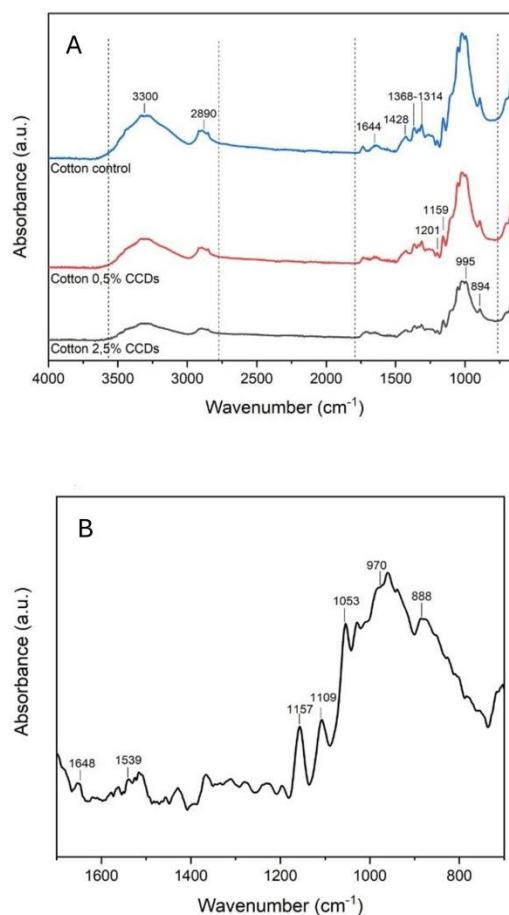 A
3300
2890
1644
1428
1368-1314
Cotton control
1159
1201
Cotton 0,5% CCDs
995
894
Cotton 2,5% CCDs
Absorbance (a.u.)
4000 3500 3000 2500 2000 1500 1000
Wavenumber (cm⁻¹)
B
970
1053
888
1157
1109
1648
1539
Absorbance (a.u.)
1600 1400 1200 1000 800
Wavenumber (cm⁻¹)